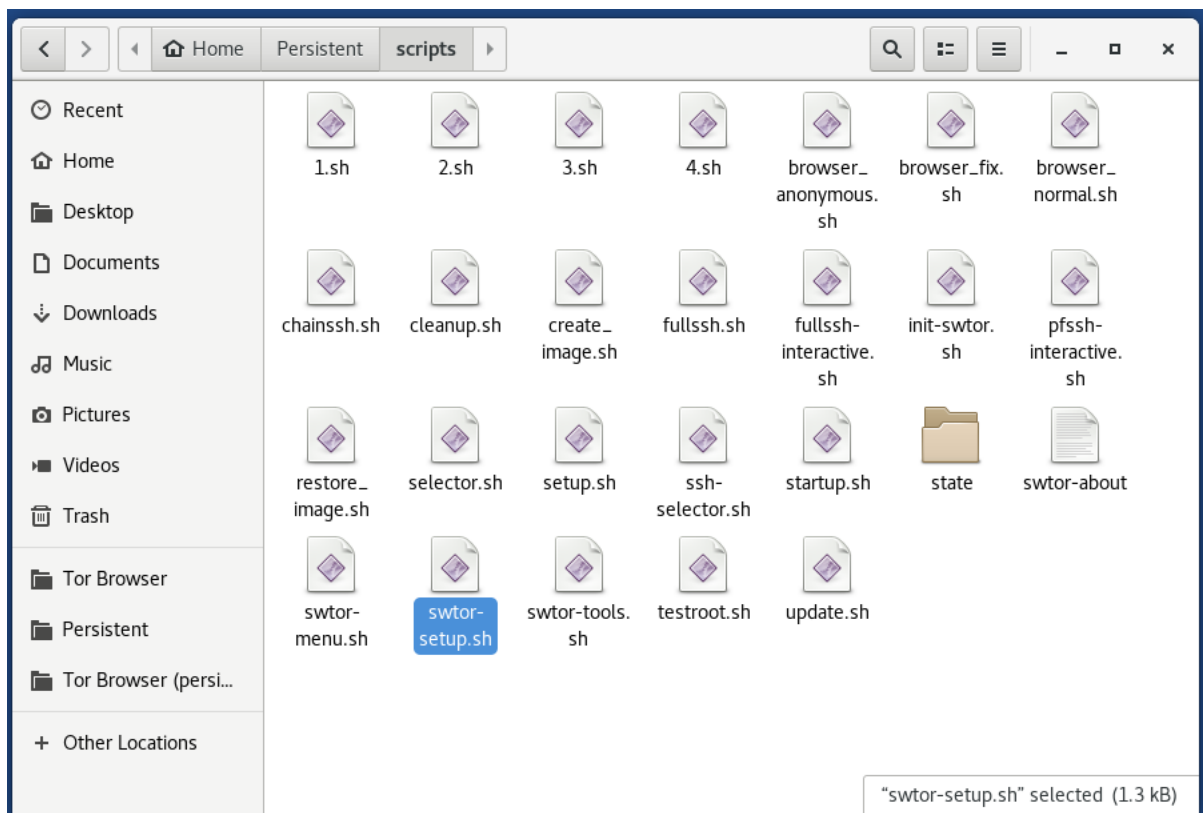 Home Persistent scripts
Recent
Home
Desktop
Documents
Downloads
Music
Pictures
Videos
Trash
Tor Browser
Persistent
Tor Browser (persi...
+ Other Locations
1.sh 2.sh 3.sh 4.sh browser_ browser_fix. browser_
anonymous. sh normal.sh
sh
chainssh.sh cleanup.sh create_ fullssh.sh fullssh- init-swtor. pfssh-
image.sh interactive. sh interactive.
sh sh
restore_ selector.sh setup.sh ssh- startup.sh state swtor-about
image.sh selector.sh
swtor- swtor- swtor-tools. testroot.sh update.sh
menu.sh setup.sh sh
“swtor-setup.sh” selected (1.3 kB)